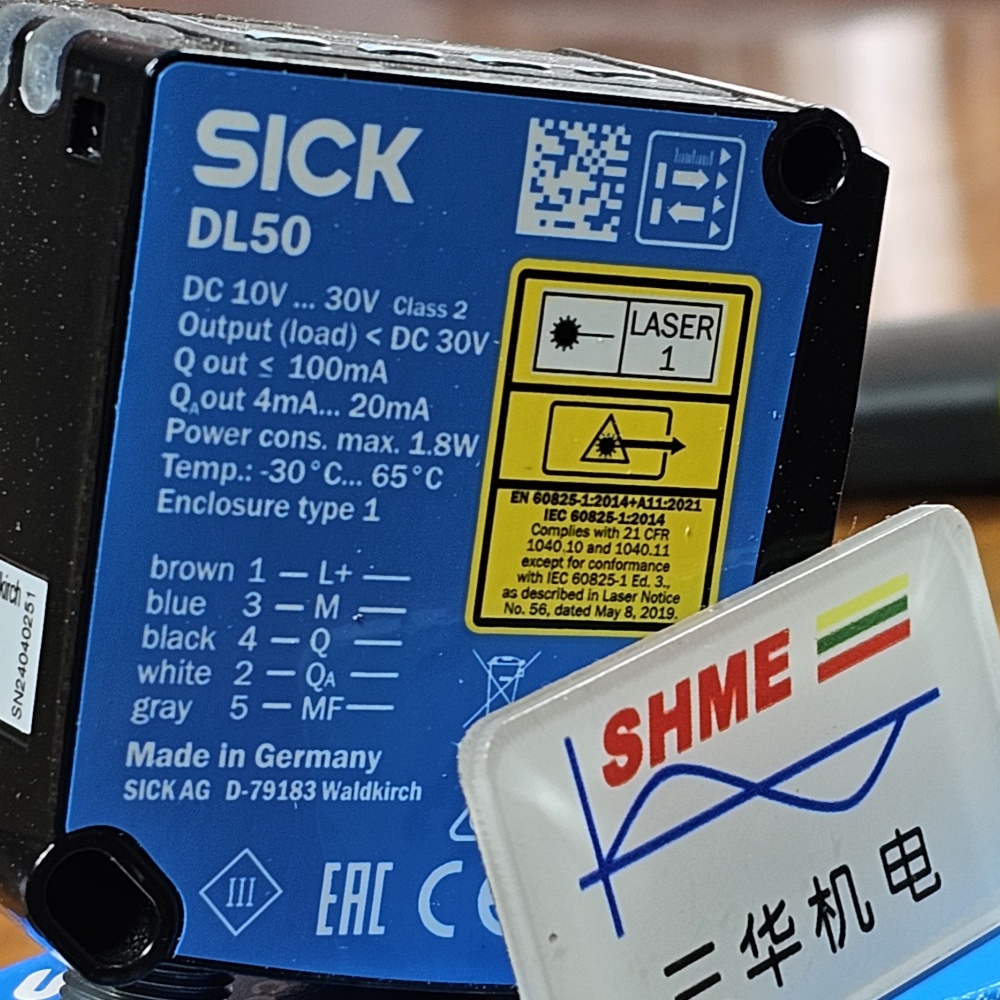 SICK
DL50
DC 10V ... 30V Class 2
Output (load) < DC 30V
Q out ≤ 100mA
QA out 4mA... 20mA
Power cons. max. 1.8W
Temp.: -30°C... 65°C
Enclosure type 1
brown 1 — L+ —
blue 3 — M —
black 4 — Q —
white 2 — QA —
gray 5 — MF —
Made in Germany
SICK AG D-79183 Waldkirch
III
EAC
CE
LASER
1
EN 60825-1:2014+A11:2021
IEC 60825-1:2014
Complies with 21 CFR
1040.10 and 1040.11
except for conformance
with IEC 60825-1 Ed. 3.,
as described in Laser Notice
No. 56, dated May 8, 2019.
SN24040251
SHME
二华机电